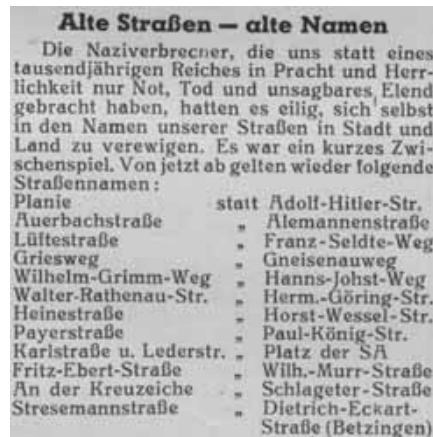 Alte Straßen — alte Namen
Die Naziverbrecher, die uns statt eines
tausendjährigen Reiches in Pracht und Herr-
lichkeit nur Not, Tod und unsagbares Elend
gebracht haben, hatten es eilig, sich selbst
in den Namen unserer Straßen in Stadt und
Land zu verewigen. Es war ein kurzes Zwi-
schenspiel. Von jetzt ab gelten wieder folgende
Straßennamen:
Planie statt Adolf-Hitler-Str.
Auerbachstraße „ Alemannenstraße
Lüftestraße „ Franz-Seldte-Weg
Griesweg „ Gneisenauweg
Wilhelm-Grimm-Weg „ Hanns-Johst-Weg
Walter-Rathenau-Str. „ Herm.-Göring-Str.
Heinestraße „ Horst-Wessel-Str.
Payerstraße „ Paul-König-Str.
Karlstraße u. Lederstr. „ Platz der SA
Fritz-Ebert-Straße „ Wilh.-Murr-Straße
An der Kreuzeiche „ Schlageter-Straße
Stresemannstraße „ Dietrich-Eckart-
Straße (Betzingen)